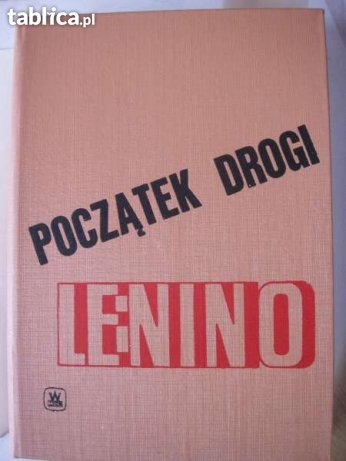 tablica.pl
POCZĄTEK DROGI
LENINO